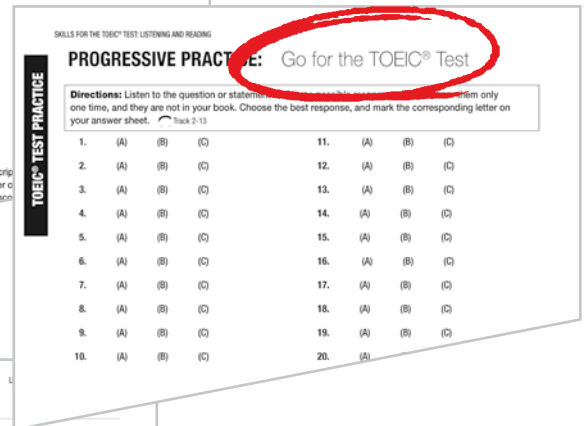 SKILLS FOR THE TOEIC® TEST: LISTENING AND READING
PROGRESSIVE PRACTICE: Go for the TOEIC® Test
TOEIC® TEST PRACTICE
Directions: Listen to the question or statement them only
one time, and they are not in your book. Choose the best response, and mark the corresponding letter on
your answer sheet. Track 2-13
1. (A) (B) (C)
2. (A) (B) (C)
3. (A) (B) (C)
4. (A) (B) (C)
5. (A) (B) (C)
6. (A) (B) (C)
7. (A) (B) (C)
8. (A) (B) (C)
9. (A) (B) (C)
10. (A) (B) (C)
11. (A) (B) (C)
12. (A) (B) (C)
13. (A) (B) (C)
14. (A) (B) (C)
15. (A) (B) (C)
16. (A) (B) (C)
17. (A) (B) (C)
18. (A) (B) (C)
19. (A) (B) (C)
20. (A)